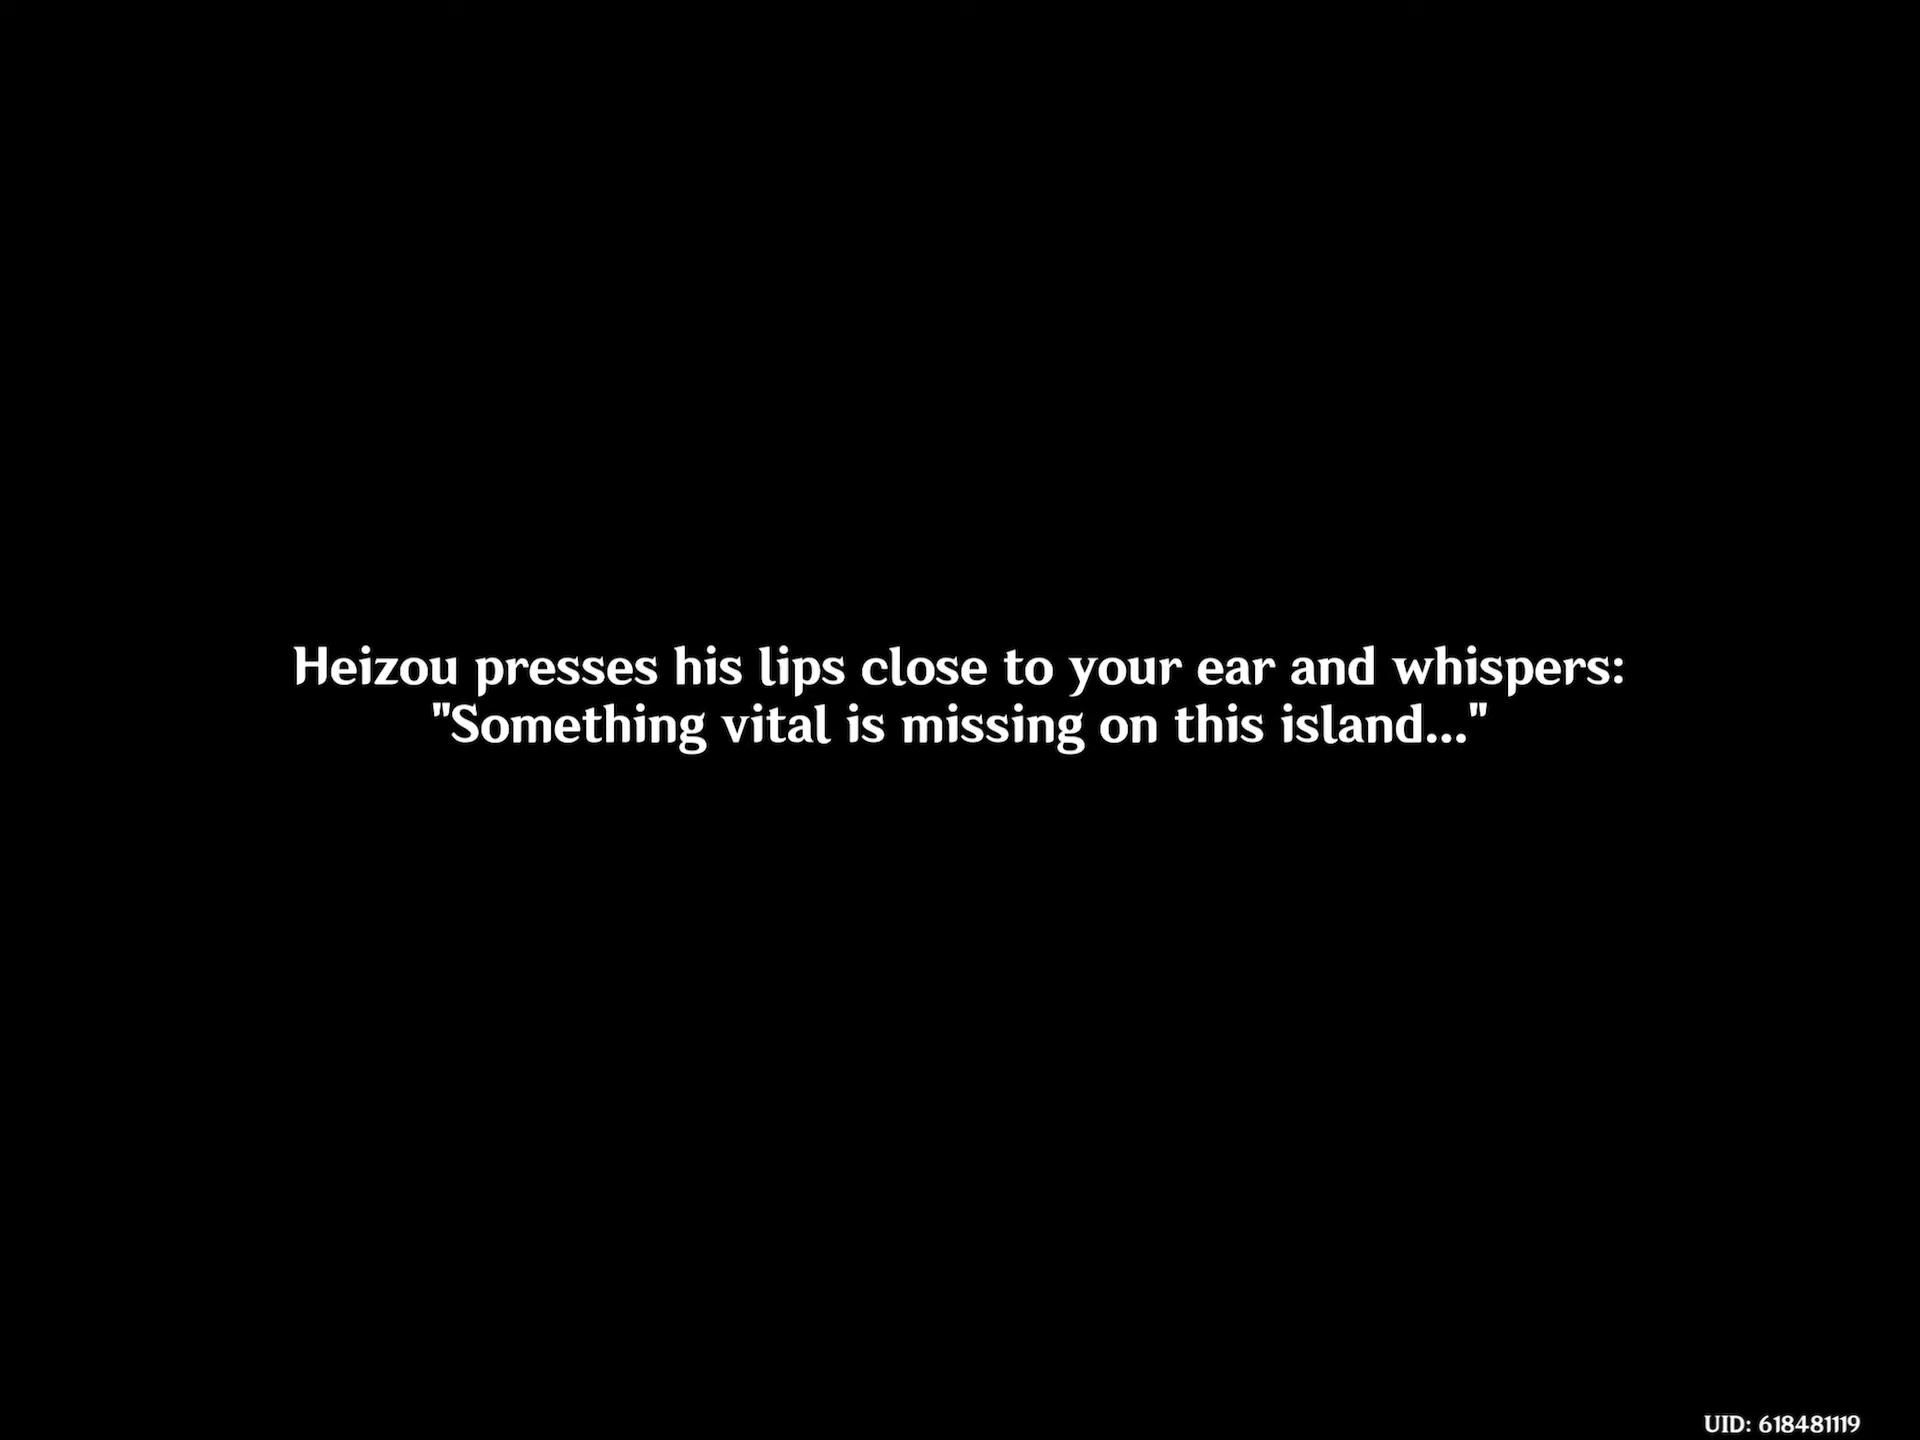 Heizou presses his lips close to your ear and whispers:
"Something vital is missing on this island..."
UID: 618481119